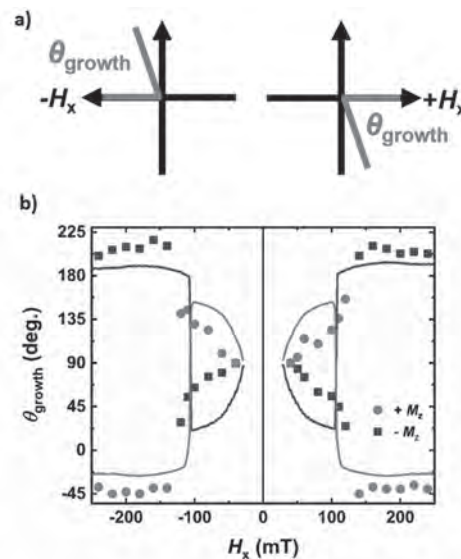 a)
θgrowth
-Hx
+Hx
θgrowth
b)
225
180
135
90
45
0
-45
θgrowth (deg.)
+ Mz
- Mz
-200 -100 0 100 200
Hx (mT)